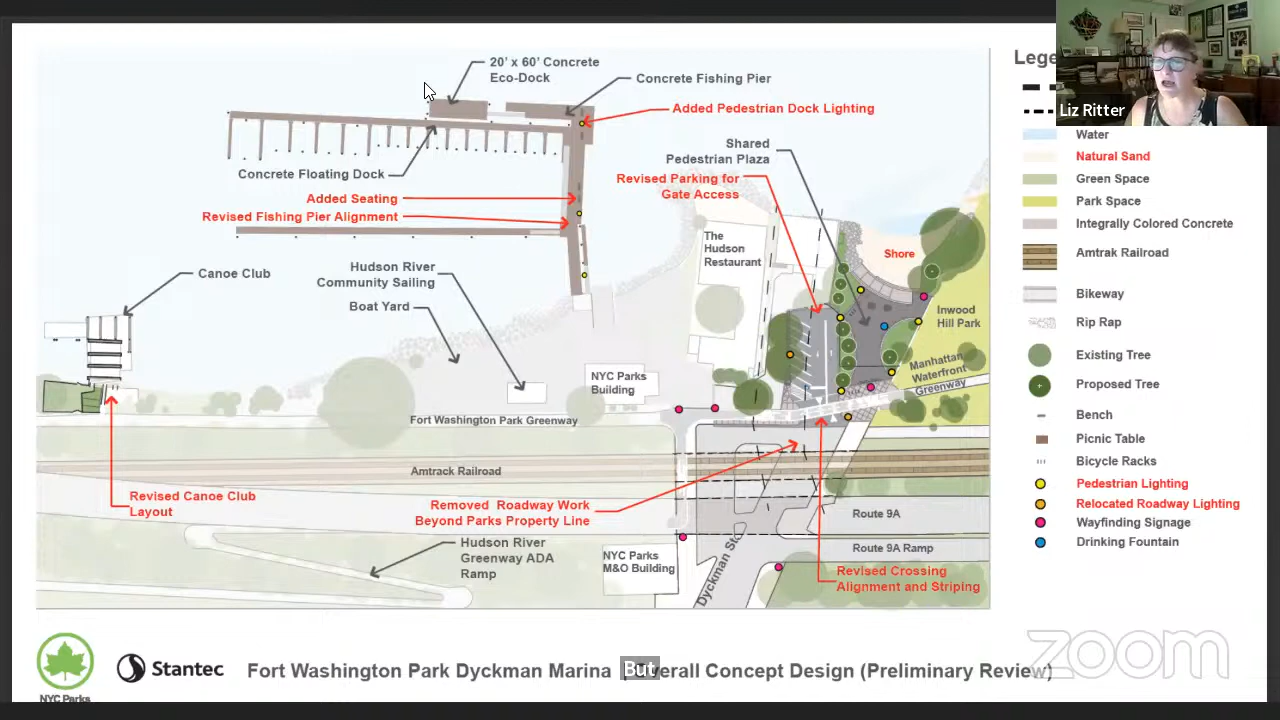 20' x 60' Concrete
Eco-Dock
Concrete Fishing Pier
Added Pedestrian Dock Lighting
Shared
Pedestrian Plaza
Revised Parking for
Gate Access
Concrete Floating Dock
Added Seating
Revised Fishing Pier Alignment
Canoe Club
Hudson River
Community Sailing
Boat Yard
The
Hudson
Restaurant
Shore
Inwood
Hill Park
Manhattan
Waterfront
Greenway
NYC Parks
Building
Fort Washington Park Greenway
Amtrack Railroad
Revised Canoe Club
Layout
Removed Roadway Work
Beyond Parks Property Line
Hudson River
Greenway ADA
Ramp
NYC Parks
M&O Building
Dyckman St
Route 9A
Route 9A Ramp
Revised Crossing
Alignment and Striping
Lege
Liz Ritter
Water
Natural Sand
Green Space
Park Space
Integrally Colored Concrete
Amtrak Railroad
Bikeway
Rip Rap
Existing Tree
Proposed Tree
Bench
Picnic Table
Bicycle Racks
Pedestrian Lighting
Relocated Roadway Lighting
Wayfinding Signage
Drinking Fountain
NYC Parks
Stantec
Fort Washington Park Dyckman Marina
But
erall Concept Design (Preliminary Review)
zoom